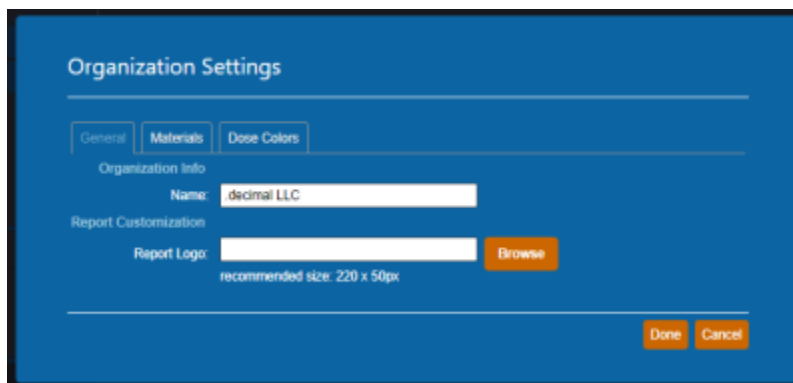 Organization Settings
General Materials Dose Colors
Organization Info
Name: .decimal LLC
Report Customization
Report Logo: Browse
recommended size: 220 x 50px
Done Cancel